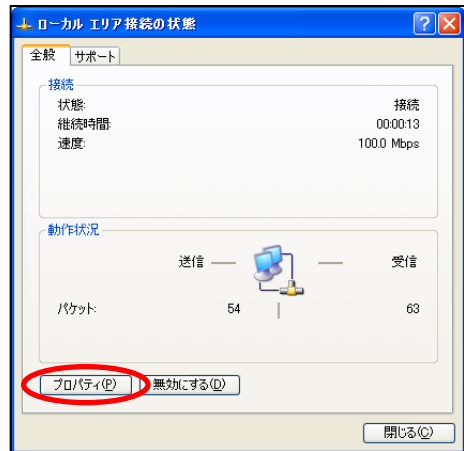 ローカル エリア接続の状態
全般 サポート
接続
状態: 接続
継続時間: 00:00:13
速度: 100.0 Mbps
動作状況
送信 受信
パケット: 54 63
プロパティ(P) 無効にする(D)
閉じる(C)